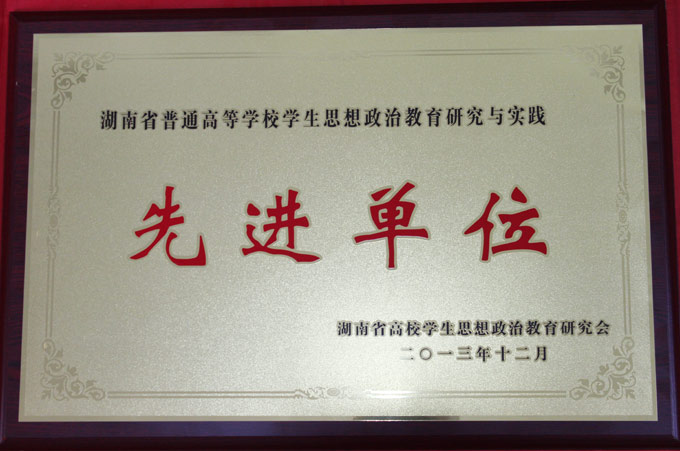 湖南省普通高等学校学生思想政治教育研究与实践
先进单位
湖南省高校学生思想政治教育研究会
二〇一三年十二月